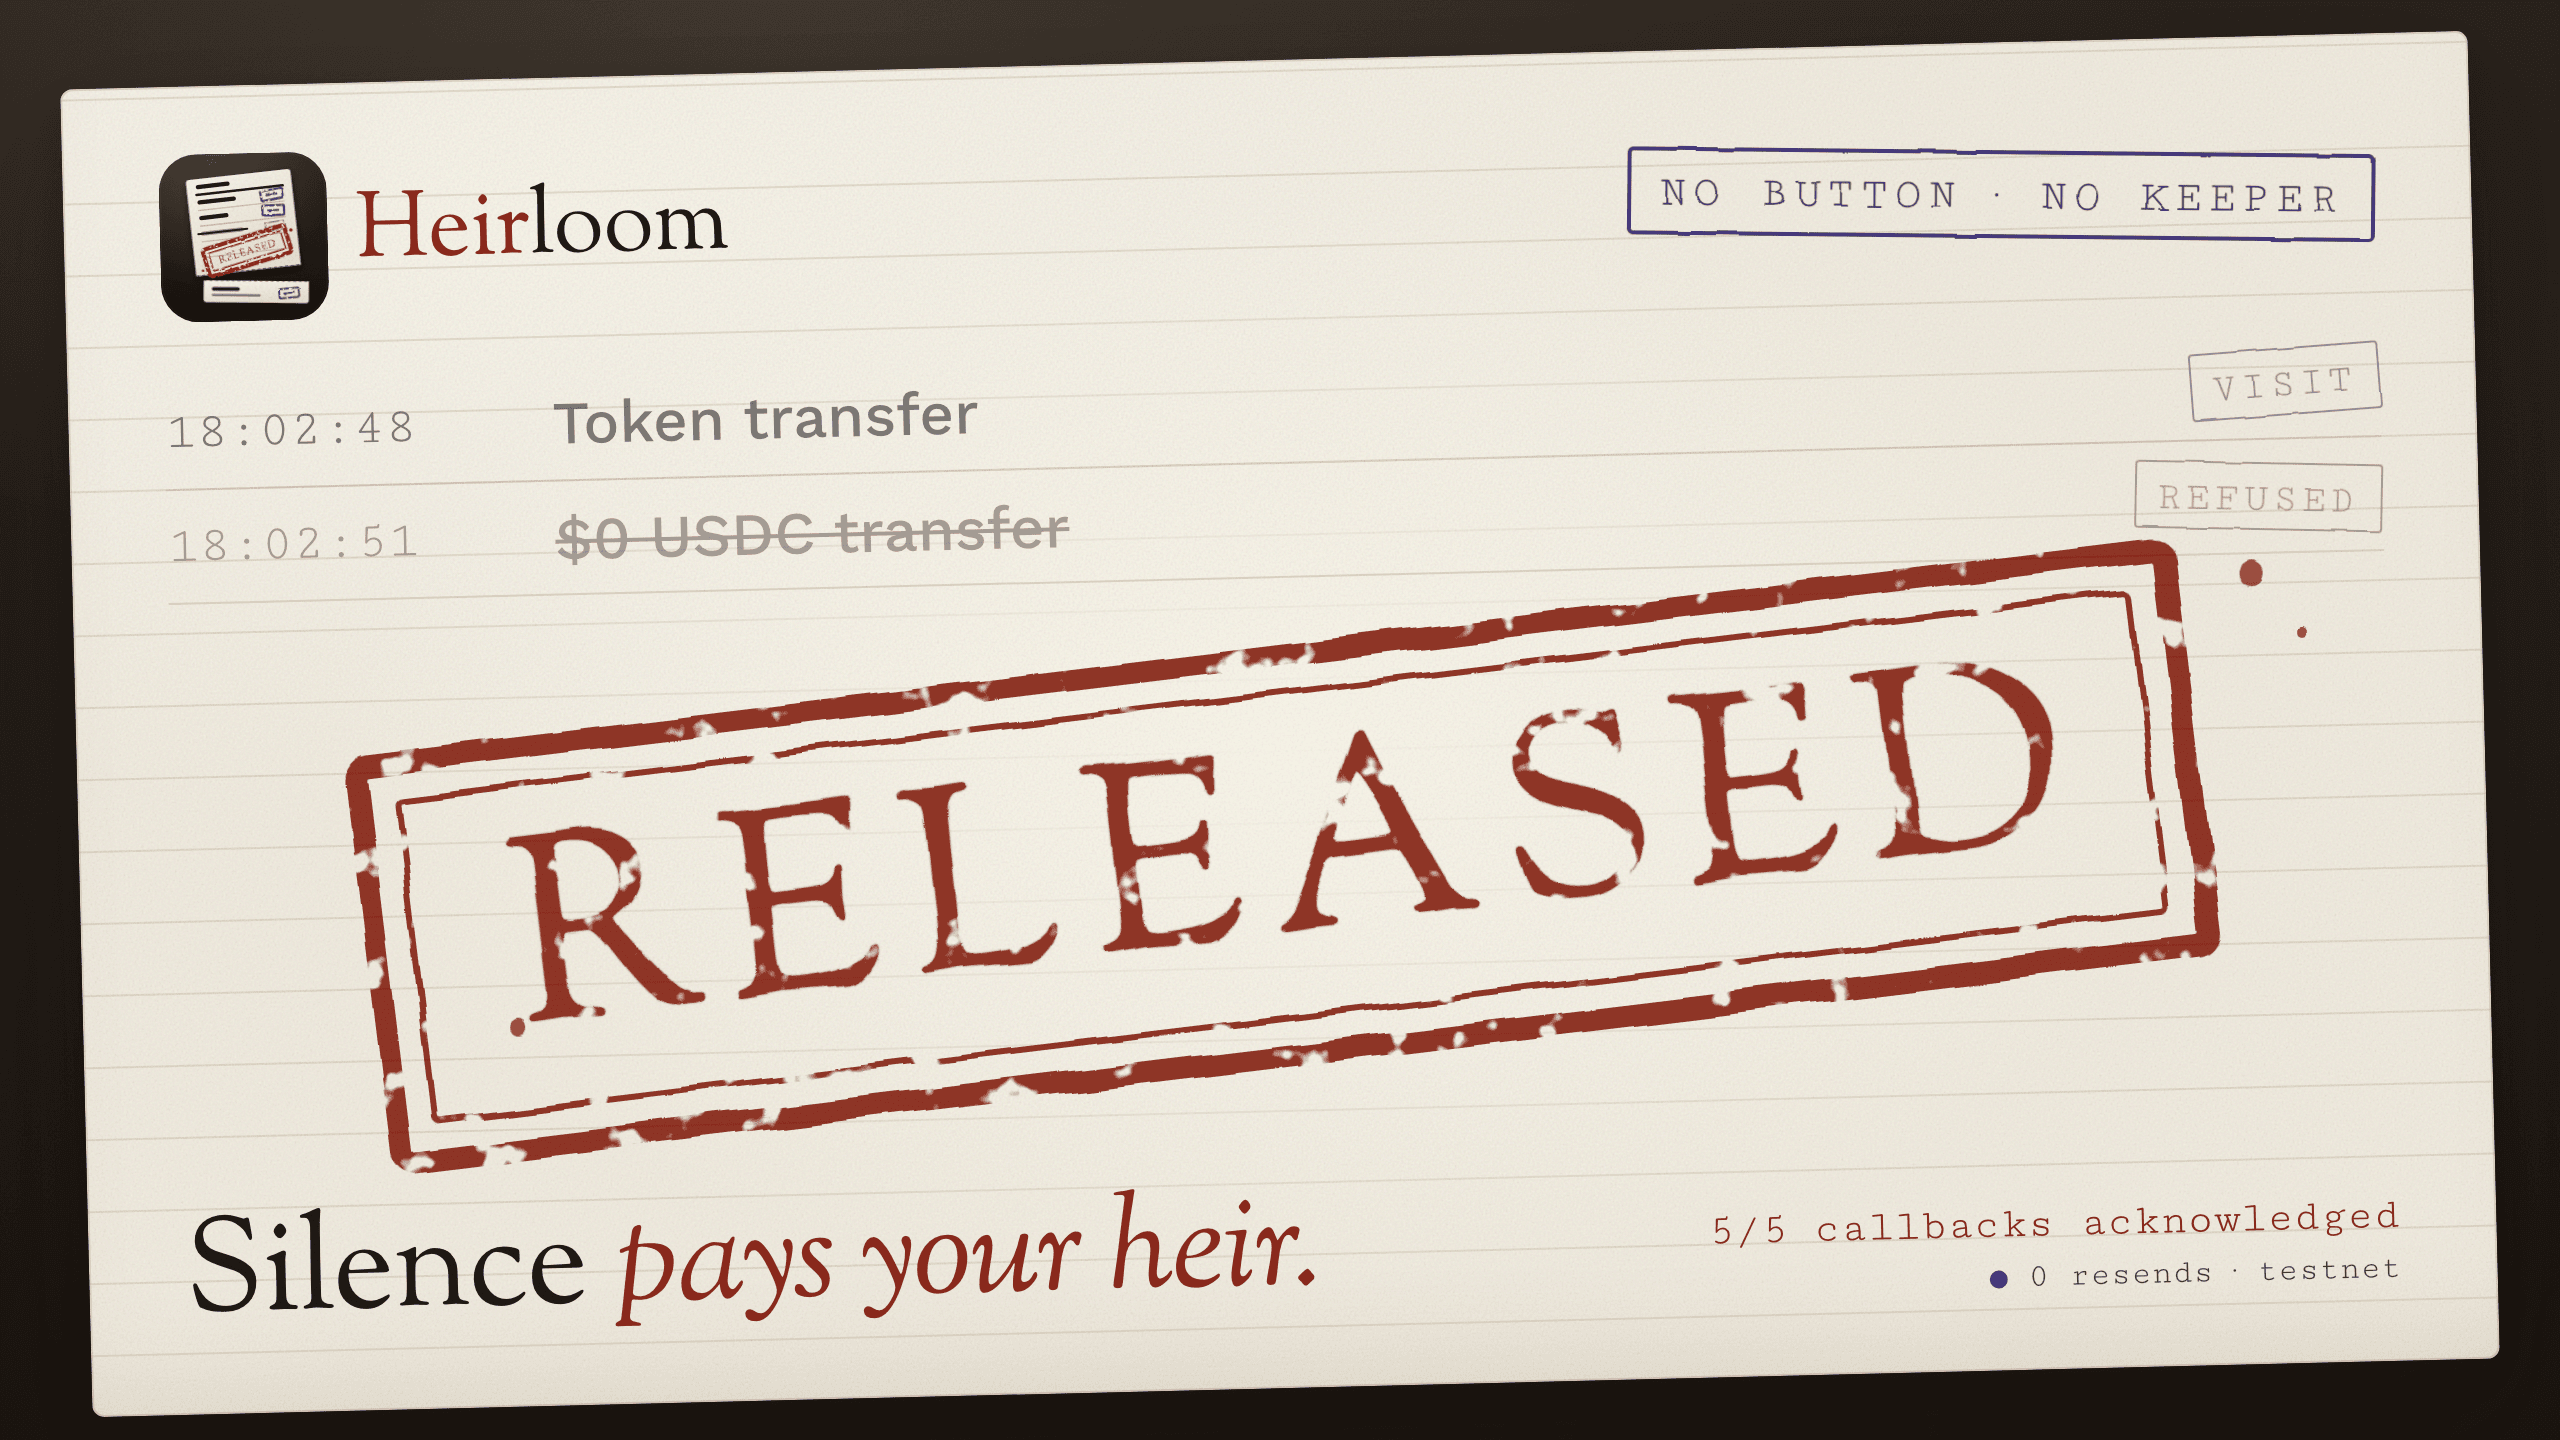 RELEASED
Heirloom
NO BUTTON · NO KEEPER
18:02:48 Token transfer VISIT
18:02:51 $0 USDC transfer REFUSED
RELEASED
Silence pays your heir.
5/5 callbacks acknowledged
0 resends · testnet